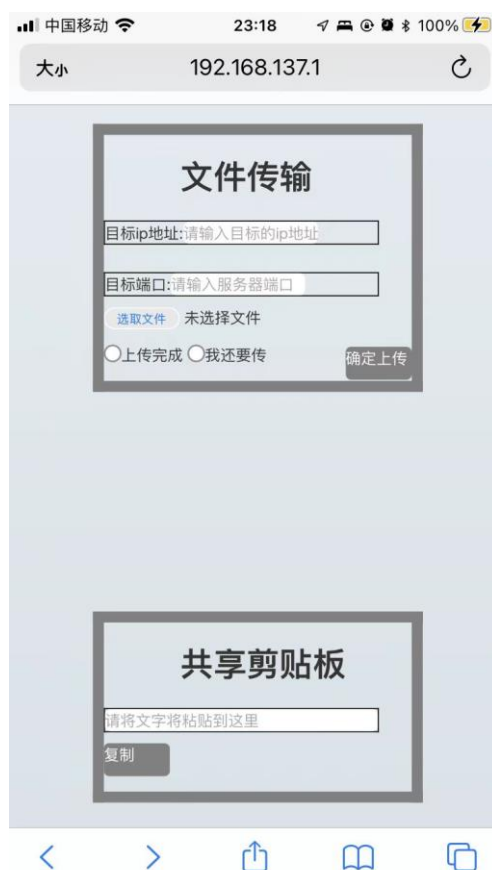 中国移动 23:18 100%
大小 192.168.137.1
文件传输
目标ip地址:请输入目标的ip地址
目标端口:请输入服务器端口
选取文件 未选择文件
上传完成 我还要传 确定上传
共享剪贴板
请将文字将粘贴到这里
复制